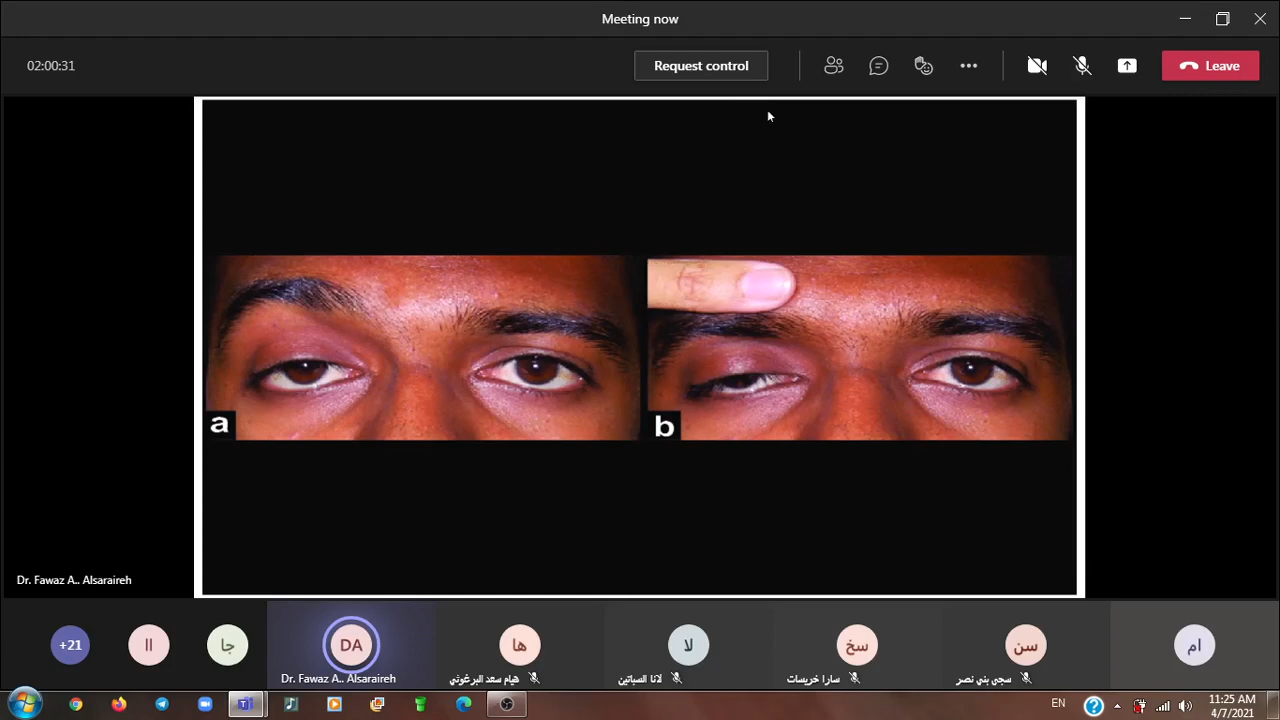 Meeting now
02:00:31
Request control
Leave
a
b
Dr. Fawaz A.. Alsaraireh
+21
اا
جا
DA
ها
لا
سخ
سن
ام
Dr. Fawaz A.. Alsaraireh
هيام سعد البرغوثي
لانا السباتين
سارا خريسات
سجى بني نصر
EN
11:25 AM
4/7/2021